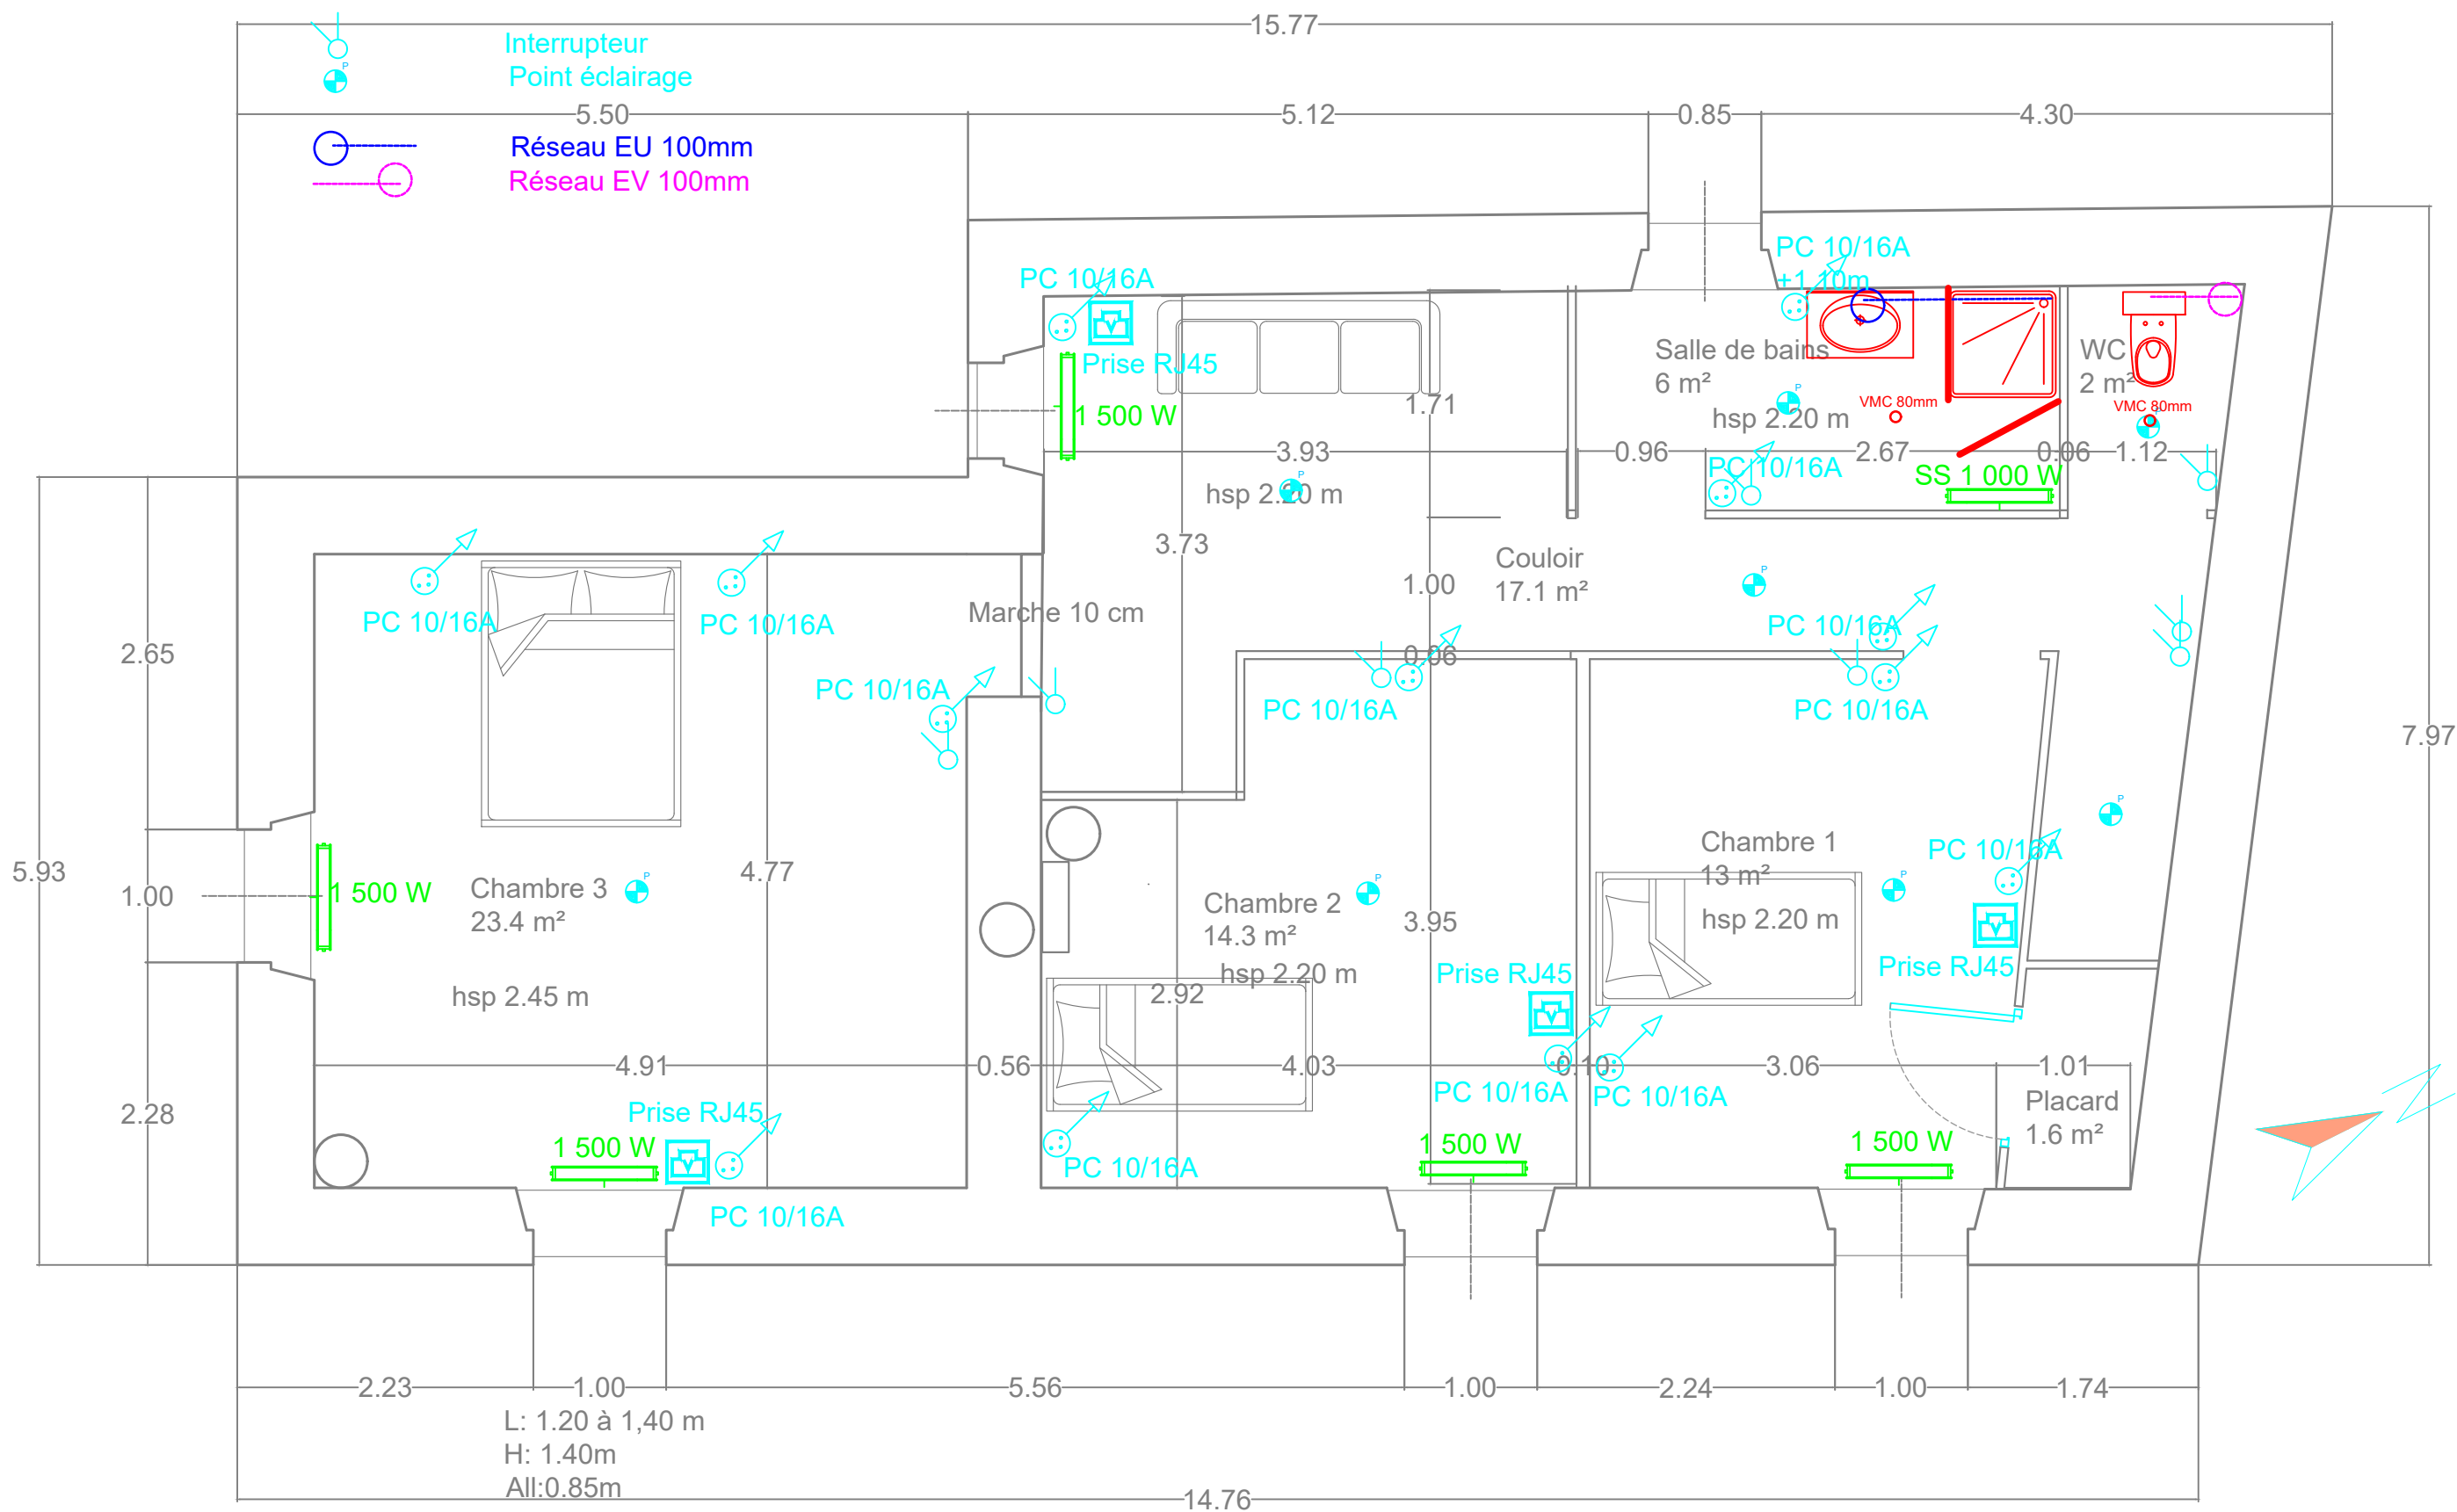 15.77
Interrupteur
P
Point éclairage
5.50
5.12
0.85
4.30
Réseau EU 100mm
Réseau EV 100mm
PC 10/16A
+1.10m
PC 10/16A
Prise RJ45
1 500 W
1.71
Salle de bains
6 m²
hsp 2.20 m
P
VMC 80mm
WC
2 m²
VMC 80mm
P
3.93
0.96
2.67
0.06
1.12
PC 10/16A
SS 1 000 W
P
hsp 2.20 m
3.73
Couloir
17.1 m²
1.00
P
Marche 10 cm
PC 10/16A
PC 10/16A
PC 10/16A
2.65
0.06
PC 10/16A
PC 10/16A
PC 10/16A
7.97
P
5.93
1.00
1 500 W
Chambre 3
23.4 m²
P
4.77
hsp 2.45 m
Chambre 2
14.3 m²
P
3.95
hsp 2.20 m
2.92
Chambre 1
13 m²
P
hsp 2.20 m
PC 10/16A
Prise RJ45
Prise RJ45
4.91
0.56
4.03
0.10
3.06
1.01
PC 10/16A
PC 10/16A
2.28
Prise RJ45
1 500 W
PC 10/16A
1 500 W
PC 10/16A
1 500 W
Placard
1.6 m²
2.23
1.00
5.56
1.00
2.24
1.00
1.74
L: 1.20 à 1,40 m
H: 1.40m
All:0.85m
14.76